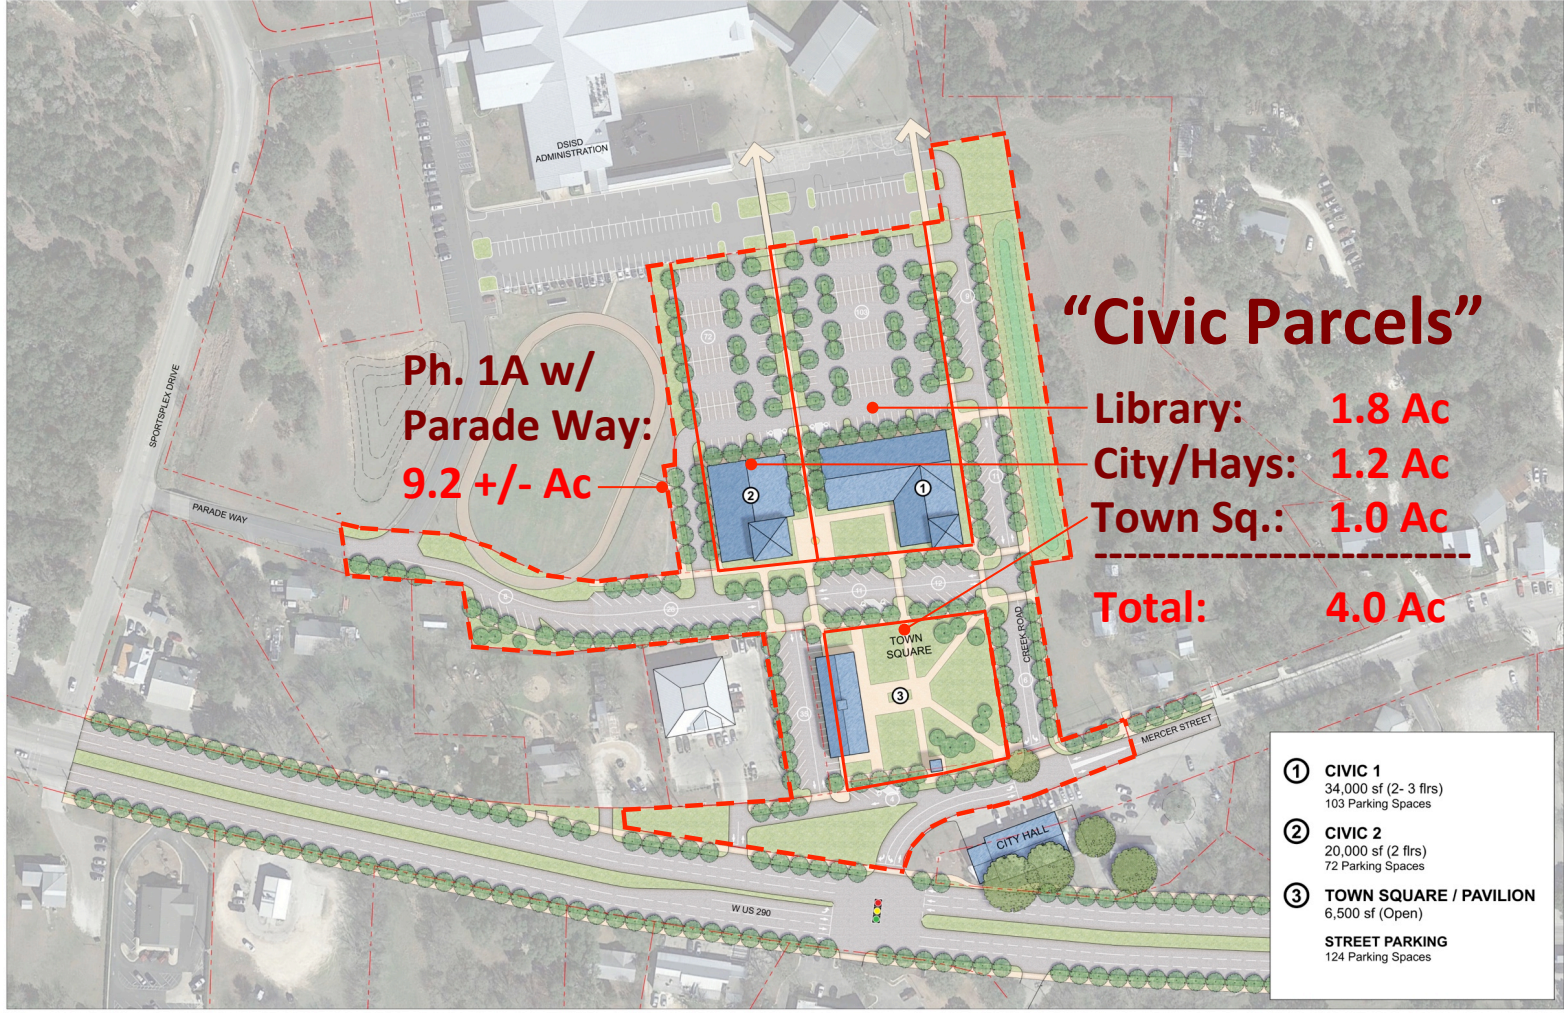 DSISD
ADMINISTRATION
SPORTSPLEX DRIVE
PARADE WAY
Ph. 1A w/
Parade Way:
9.2 +/- Ac
“Civic Parcels”
Library: 1.8 Ac
City/Hays: 1.2 Ac
Town Sq.: 1.0 Ac
---------------------------
Total: 4.0 Ac
72
2
1
TOWN
SQUARE
3
CREEK ROAD
MERCER STREET
CITY HALL
W US 290
1 CIVIC 1
34,000 sf (2- 3 flrs)
103 Parking Spaces
2 CIVIC 2
20,000 sf (2 flrs)
72 Parking Spaces
3 TOWN SQUARE / PAVILION
6,500 sf (Open)
STREET PARKING
124 Parking Spaces